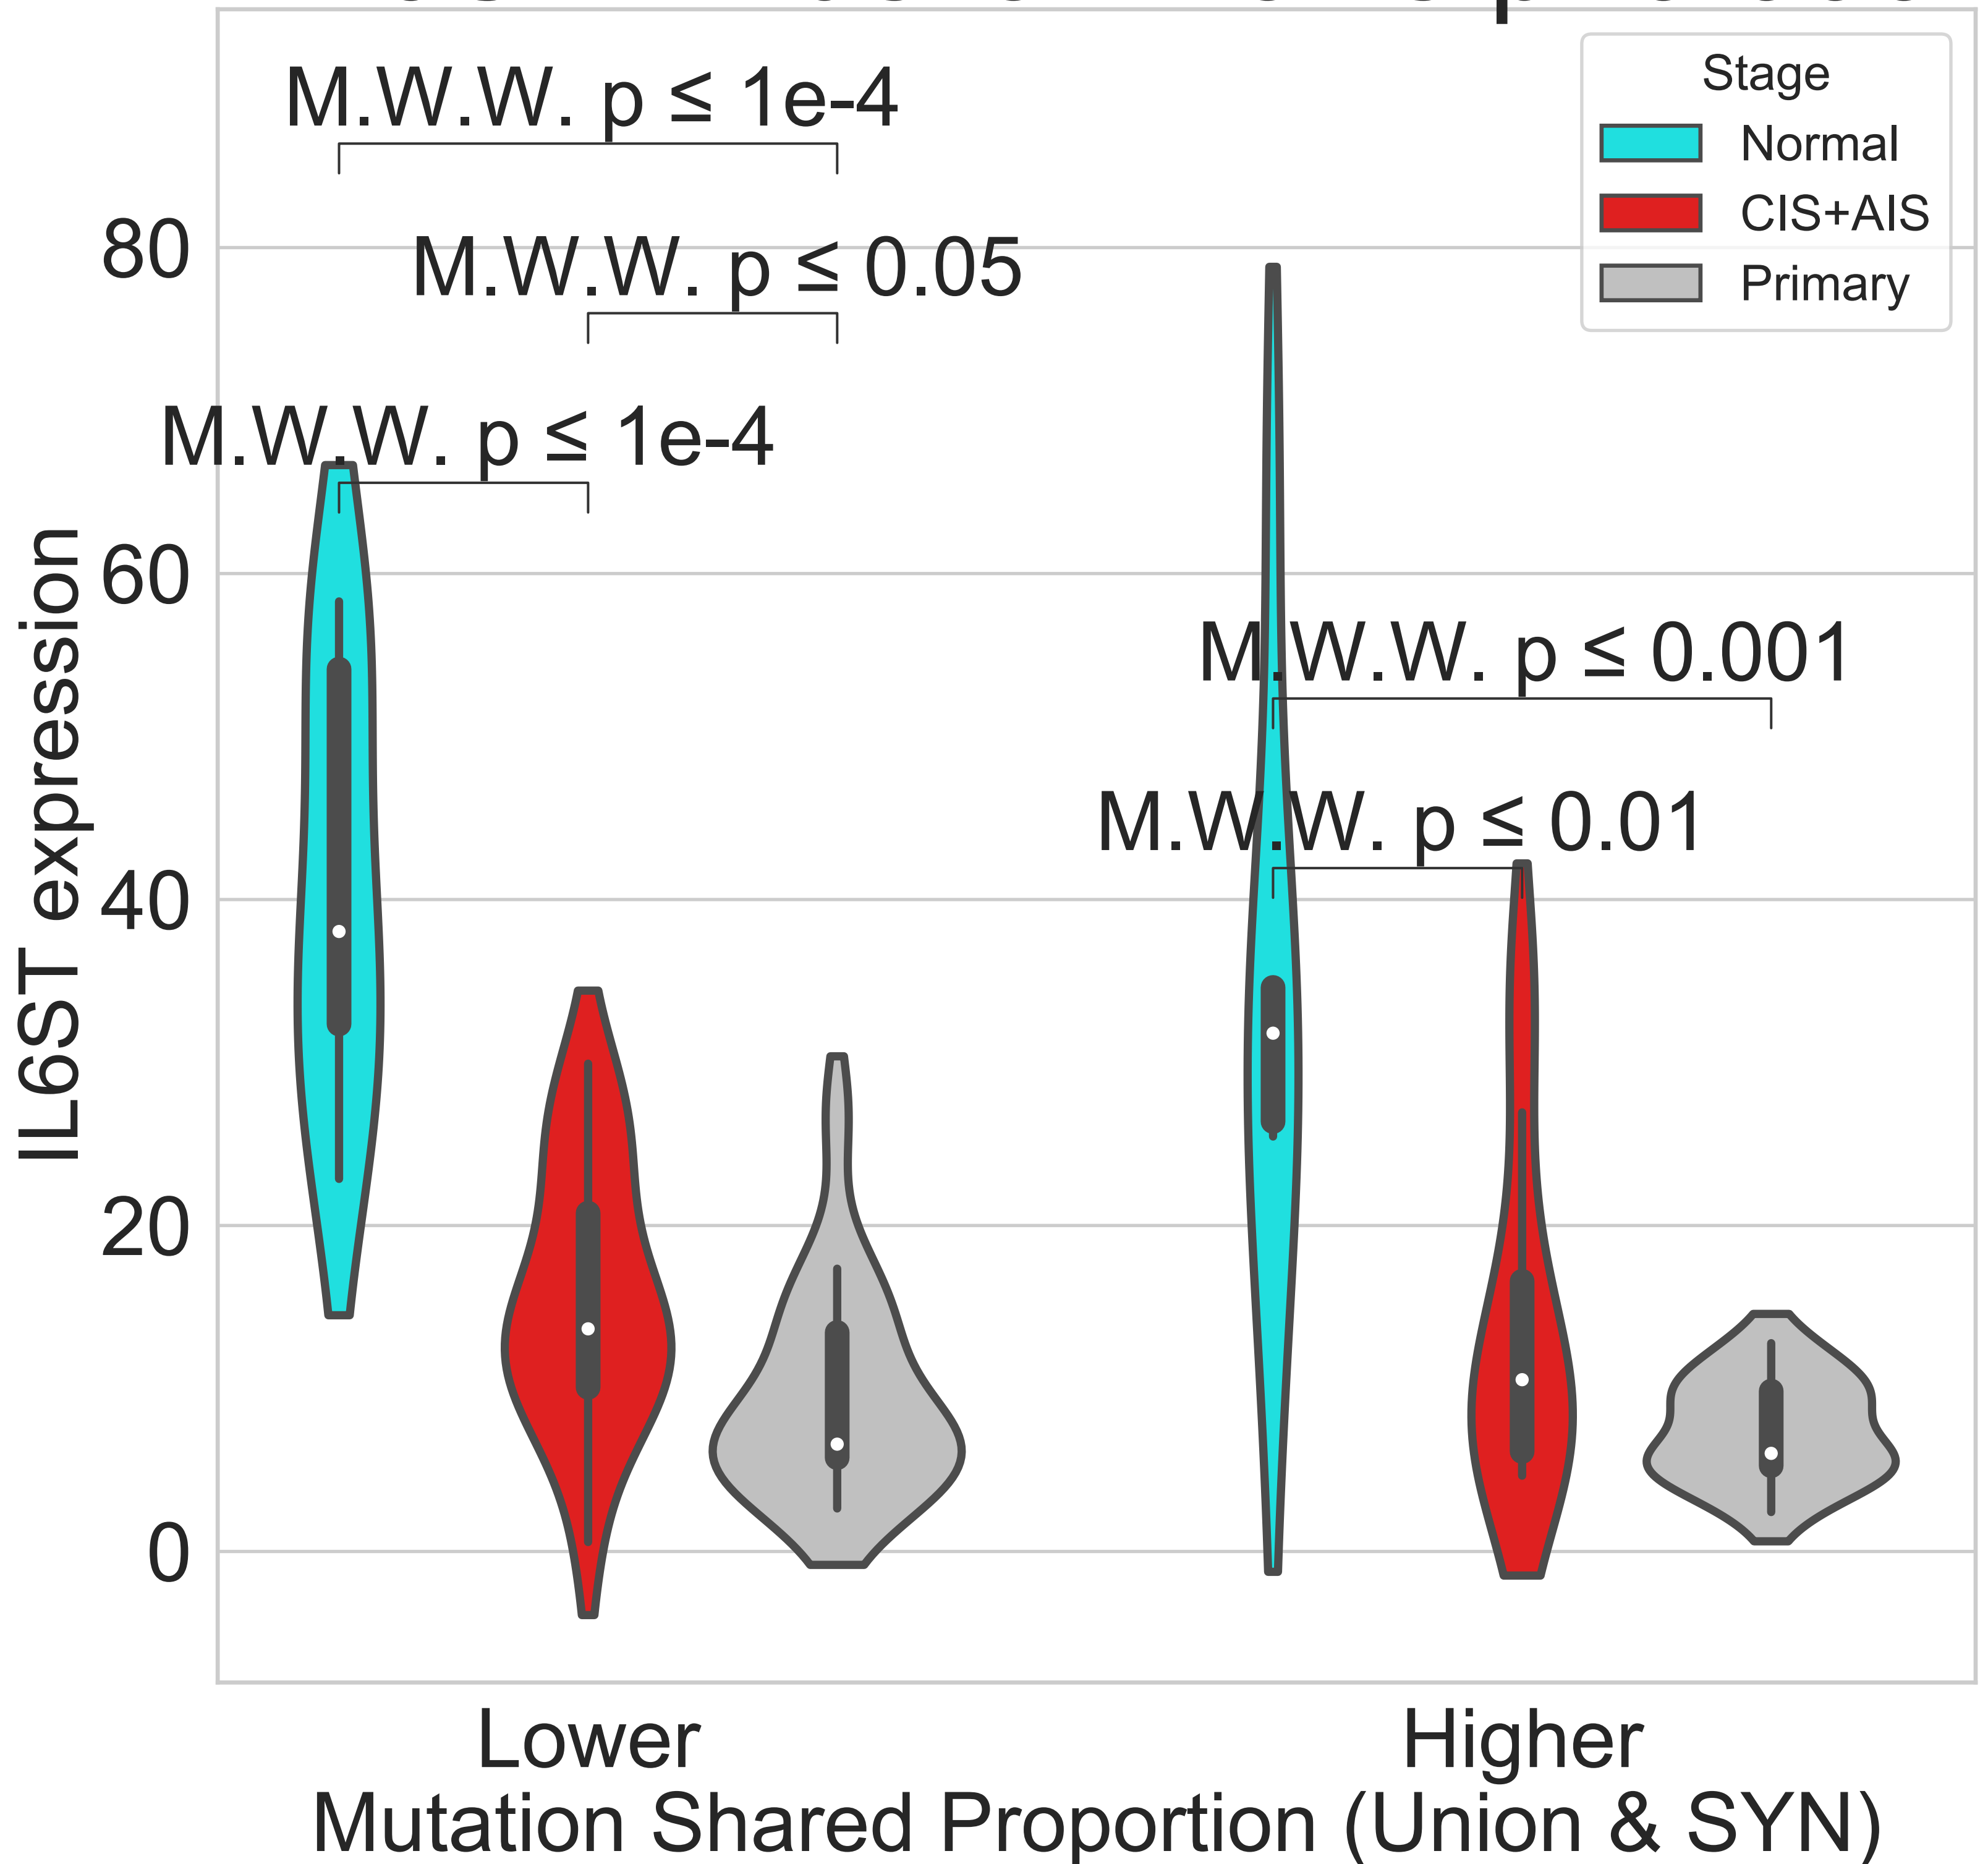 Stage
Normal
CIS+AIS
Primary
M.W.W. p ≤ 1e-4
M.W.W. p ≤ 0.05
M.W.W. p ≤ 1e-4
M.W.W. p ≤ 0.001
M.W.W. p ≤ 0.01
80
60
40
20
0
IL6ST expression
Lower
Higher
Mutation Shared Proportion (Union & SYN)